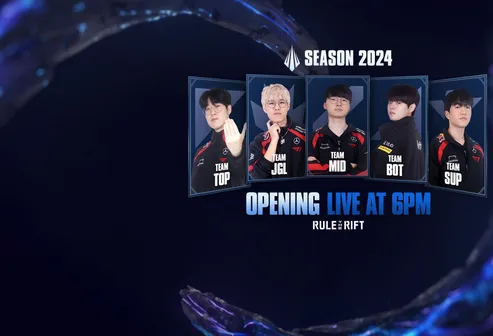 SEASON 2024
TEAM
TOP
TEAM
JGL
TEAM
MID
TEAM
BOT
TEAM
SUP
OPENING LIVE AT 6PM
RULE THE RIFT